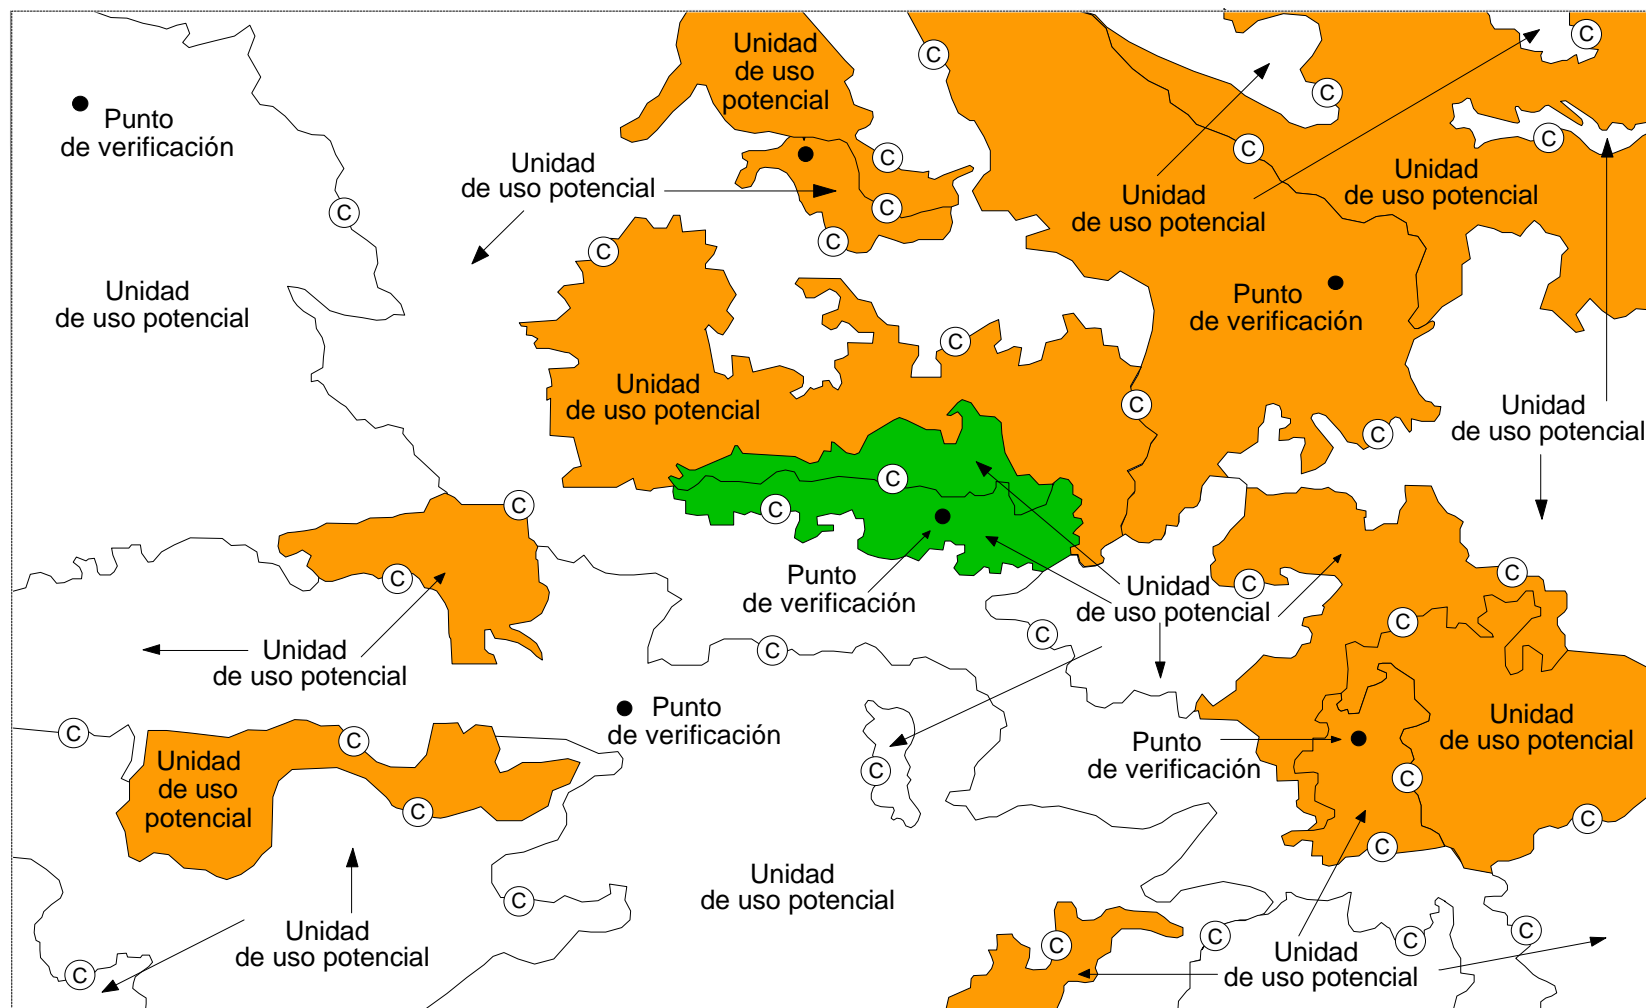 Unidad
de uso
potencial
C
C
Punto
de verificación
C
C
C
C
C
Unidad
de uso potencial
Unidad
de uso potencial
Unidad
de uso potencial
C
C
C
C
Unidad
de uso potencial
Punto
de verificación
C
Unidad
de uso potencial
C
Unidad
de uso potencial
C
C
C
C
C
Punto
de verificación
Unidad
de uso potencial
C
C
C
C
C
Unidad
de uso potencial
C
Punto
de verificación
Unidad
de uso potencial
C
C
Punto
de verificación
Unidad
de uso
potencial
C
C
C
C
C
Unidad
de uso potencial
C
Unidad
de uso potencial
C
C
C
C
Unidad
de uso potencial
C